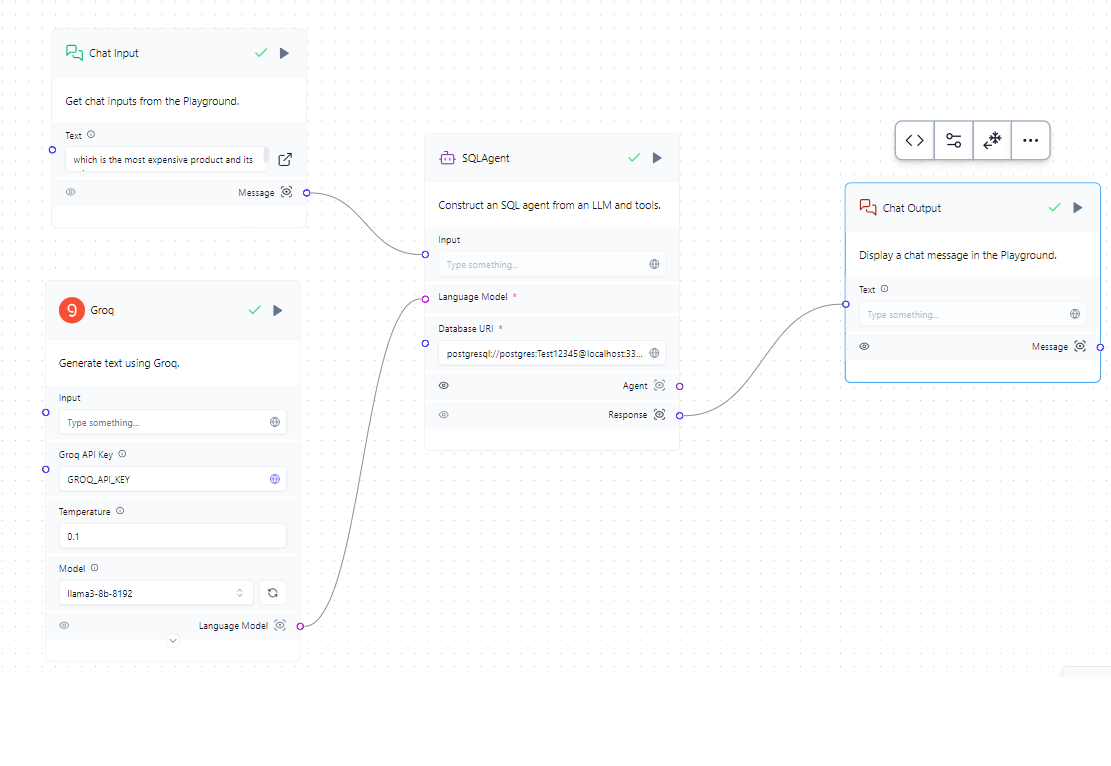 Chat Input
Get chat inputs from the Playground.
Text
which is the most expensive product and its
Message
Groq
Generate text using Groq.
Input
Type something...
Groq API Key
GROQ_API_KEY
Temperature
0.1
Model
llama3-8b-8192
Language Model
SQLAgent
Construct an SQL agent from an LLM and tools.
Input
Type something...
Language Model *
Database URI *
postgresql://postgres:Test12345@localhost:33...
Agent
Response
Chat Output
Display a chat message in the Playground.
Text
Type something...
Message